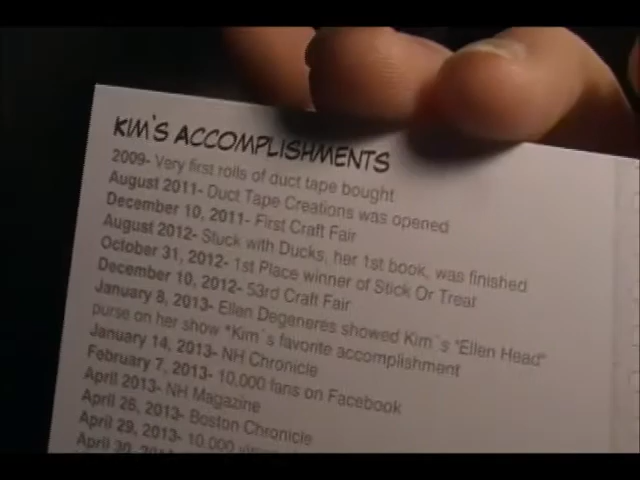 KIM'S ACCOMPLISHMENTS
2009- Very first rolls of duct tape bought
August 2011- Duct Tape Creations was opened
December 10, 2011- First Craft Fair
August 2012- Stuck with Ducks, her 1st book, was finished
October 31, 2012- 1st Place winner of Stick Or Treat
December 10, 2012- 53rd Craft Fair
January 8, 2013- Ellen Degeneres showed Kim`s "Ellen Head"
purse on her show *Kim`s favorite accomplishment
January 14, 2013- NH Chronicle
February 7, 2013- 10,000 fans on Facebook
April 2013- NH Magazine
April 26, 2013- Boston Chronicle
April 29, 2013- 10,000
April 30,